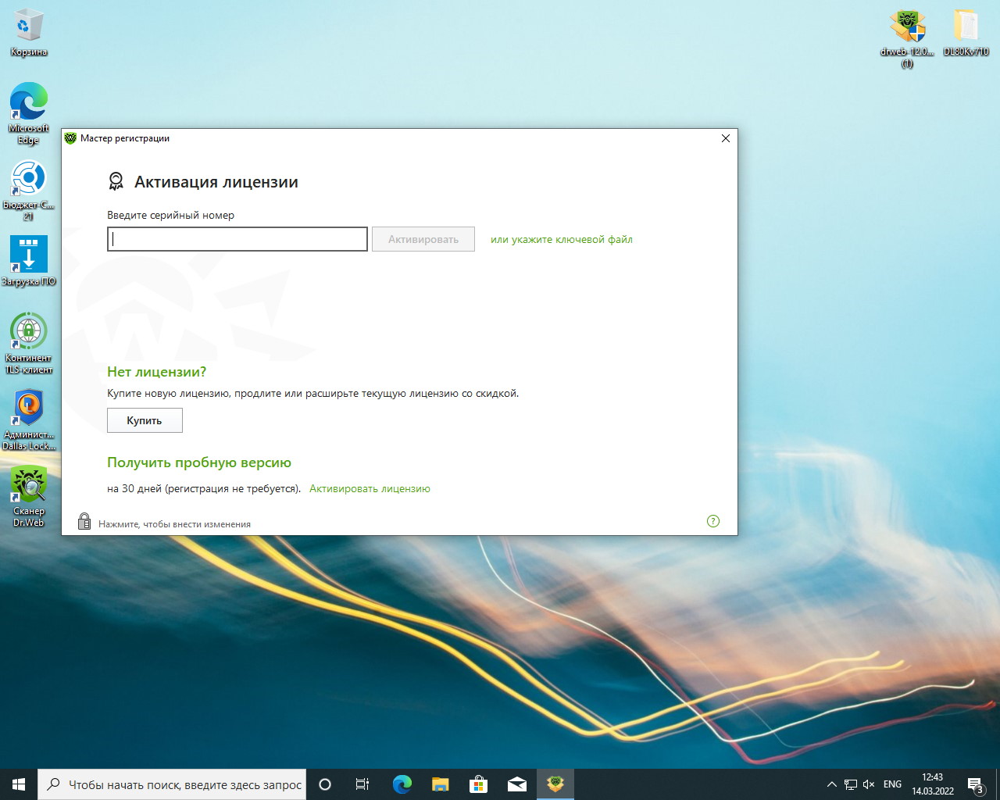 Корзина
Microsoft
Edge
Бюджет-С...
21
Загрузка ПО
Континент
TLS-клиент
Админист...
Dallas Lock...
Сканер
Dr.Web
drweb-12.0...
(1)
DL80Kv710
Мастер регистрации
Активация лицензии
Введите серийный номер
Активировать
или укажите ключевой файл
Нет лицензии?
Купите новую лицензию, продлите или расширьте текущую лицензию со скидкой.
Купить
Получить пробную версию
на 30 дней (регистрация не требуется). Активировать лицензию
Нажмите, чтобы внести изменения
?
Чтобы начать поиск, введите здесь запрос
ENG
12:43
14.03.2022
3